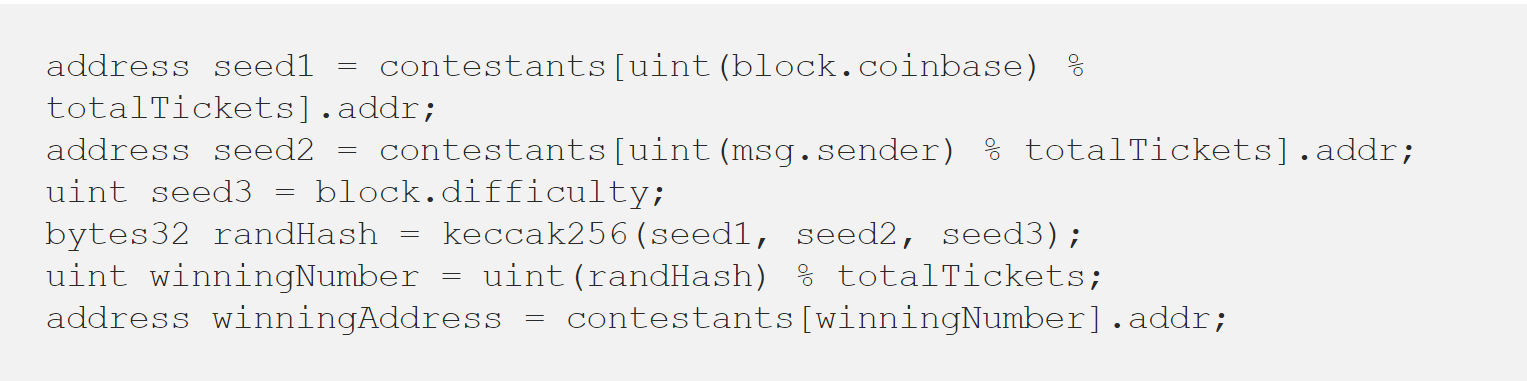 address seed1 = contestants[uint(block.coinbase) %
totalTickets].addr;
address seed2 = contestants[uint(msg.sender) % totalTickets].addr;
uint seed3 = block.difficulty;
bytes32 randHash = keccak256(seed1, seed2, seed3);
uint winningNumber = uint(randHash) % totalTickets;
address winningAddress = contestants[winningNumber].addr;